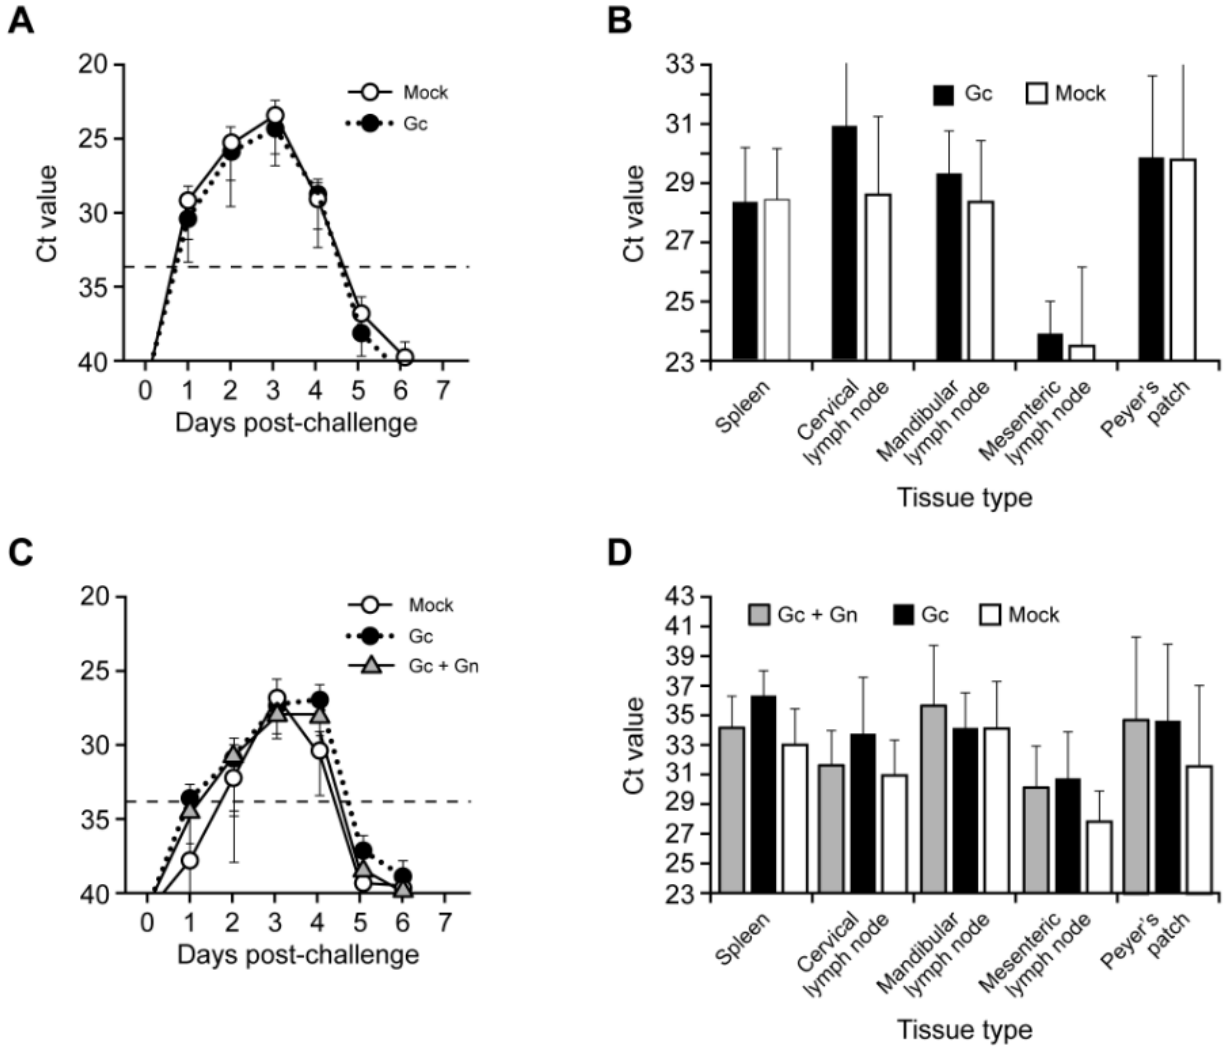 A
20
25
30
35
40
Ct value
Mock
Gc
0 1 2 3 4 5 6 7
Days post-challenge
B
33
31
29
27
25
23
Ct value
Gc Mock
Spleen
Cervical
lymph node
Mandibular
lymph node
Mesenteric
lymph node
Peyer's
patch
Tissue type
C
20
25
30
35
40
Ct value
Mock
Gc
Gc + Gn
0 1 2 3 4 5 6 7
Days post-challenge
D
43
41
39
37
35
33
31
29
27
25
23
Ct value
Gc + Gn Gc Mock
Spleen
Cervical
lymph node
Mandibular
lymph node
Mesenteric
lymph node
Peyer's
patch
Tissue type